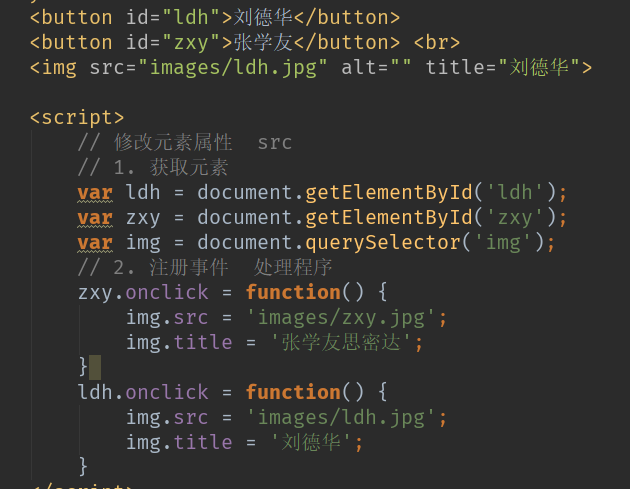 <button id="ldh">刘德华</button>
<button id="zxy">张学友</button> <br>
<img src="images/ldh.jpg" alt="" title="刘德华">
<script>
// 修改元素属性  src
// 1. 获取元素
var ldh = document.getElementById('ldh');
var zxy = document.getElementById('zxy');
var img = document.querySelector('img');
// 2. 注册事件  处理程序
zxy.onclick = function() {
img.src = 'images/zxy.jpg';
img.title = '张学友思密达';
}
ldh.onclick = function() {
img.src = 'images/ldh.jpg';
img.title = '刘德华';
}